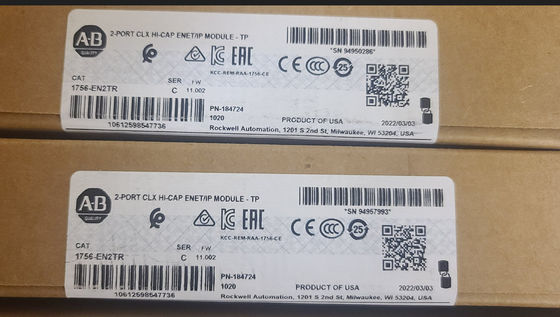 A-B
QUALITY
2-PORT CLX HI-CAP ENET/IP MODULE - TP
*SN 94950286*
KCC-REM-RAA-1756-CE
CAT
1756-EN2TR
SER
C
FW
11.002
10612598547736
PN-184724
1020
PRODUCT OF USA
2022/03/03
Rockwell Automation, 1201 S 2nd St, Milwaukee, WI 53204, USA
A-B
QUALITY
2-PORT CLX HI-CAP ENET/IP MODULE - TP
*SN 94957993*
KCC-REM-RAA-1756-CE
CAT
1756-EN2TR
SER
C
FW
11.002
10612598547736
PN-184724
1020
PRODUCT OF USA
2022/03/03
Rockwell Automation, 1201 S 2nd St, Milwaukee, WI 53204, USA